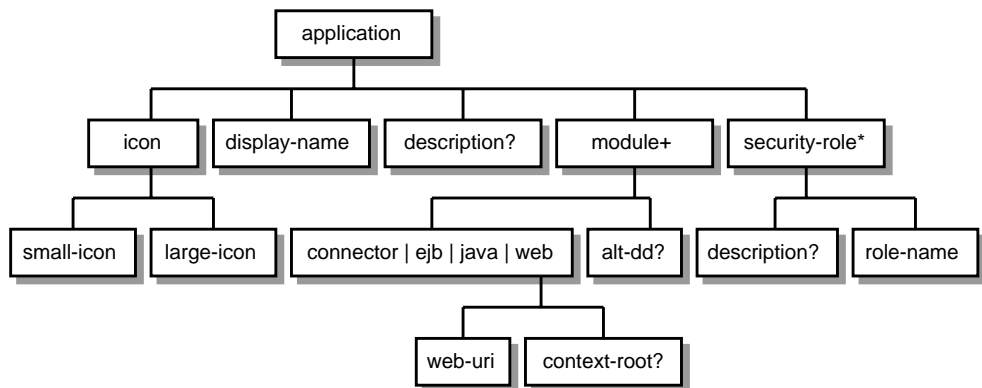 application
icon
display-name
description?
module+
security-role*
small-icon
large-icon
connector | ejb | java | web
alt-dd?
description?
role-name
web-uri
context-root?